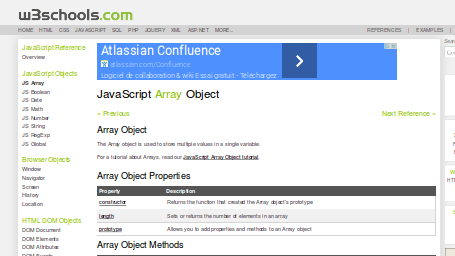 w3schools.com
HOME HTML CSS JAVASCRIPT SQL PHP JQUERY XML ASP.NET MORE...
REFERENCES | EXAMPLES |
JavaScript Reference
Overview
JavaScript Objects
JS Array
JS Boolean
JS Date
JS Math
JS Number
JS String
JS RegExp
JS Global
Browser Objects
Window
Navigator
Screen
History
Location
HTML DOM Objects
DOM Document
DOM Elements
DOM Attributes
DOM Events
Atlassian Confluence
atlassian.com/Confluence
Logiciel de collaboration & wiki Essai gratuit - Téléchargez
JavaScript Array Object
« Previous
Next Reference »
Array Object
The Array object is used to store multiple values in a single variable.
For a tutorial about Arrays, read our JavaScript Array Object tutorial.
Array Object Properties
Property Description
constructor Returns the function that created the Array object's prototype
length Sets or returns the number of elements in an array
prototype Allows you to add properties and methods to an Array object
Array Object Methods